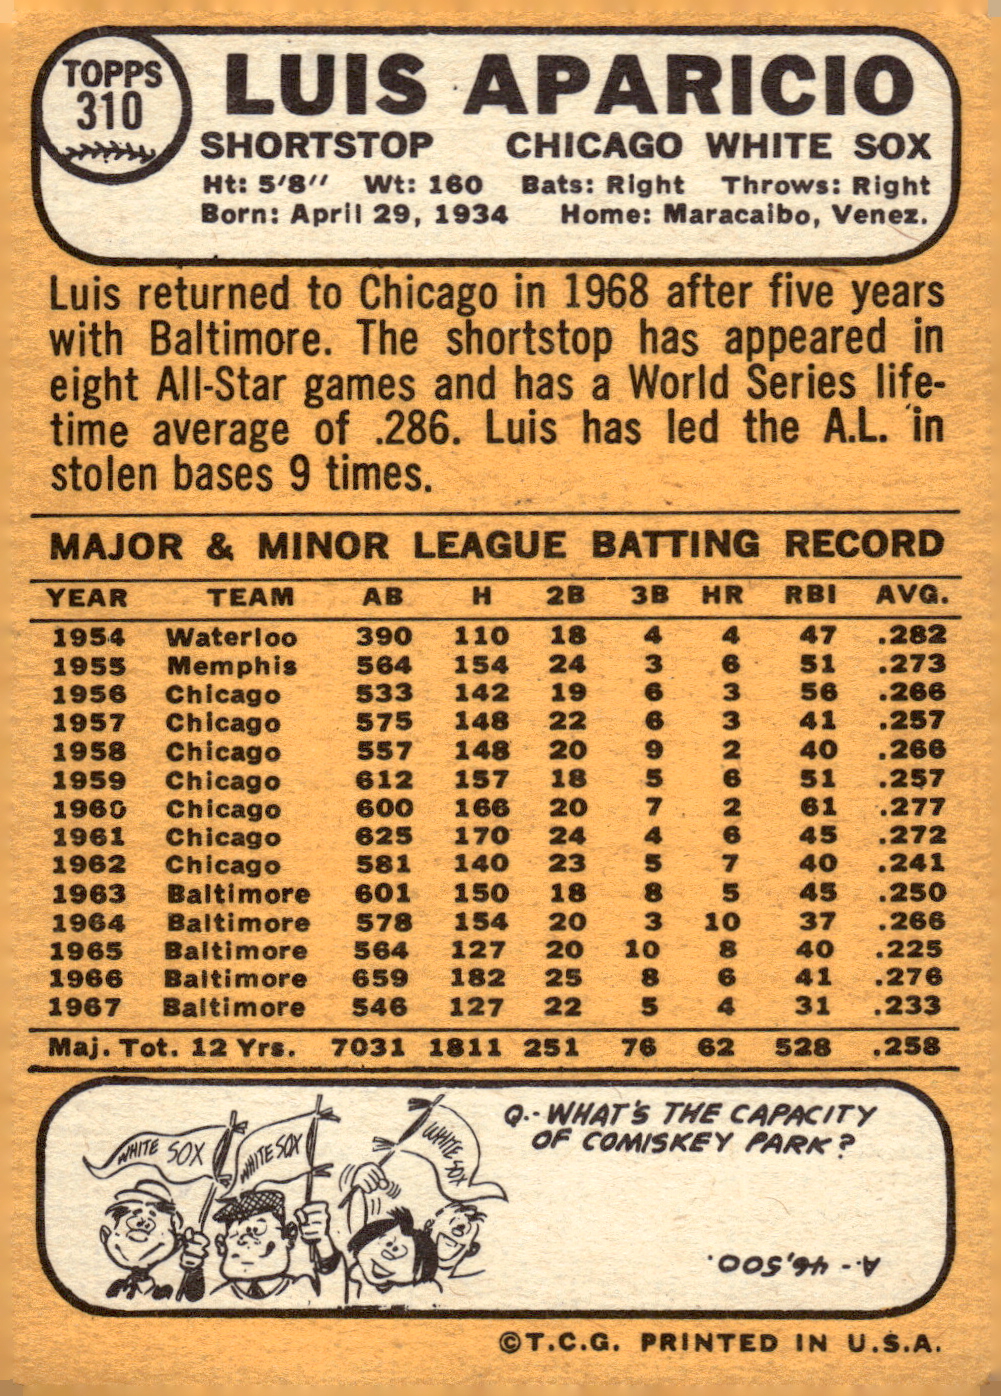 TOPPS
310
LUIS APARICIO
SHORTSTOP CHICAGO WHITE SOX
Ht: 5'8" Wt: 160 Bats: Right Throws: Right
Born: April 29, 1934 Home: Maracaibo, Venez.
Luis returned to Chicago in 1968 after five years
with Baltimore. The shortstop has appeared in
eight All-Star games and has a World Series life-
time average of .286. Luis has led the A.L. in
stolen bases 9 times.
MAJOR & MINOR LEAGUE BATTING RECORD
YEAR TEAM AB H 2B 3B HR RBI AVG.
1954 Waterloo 390 110 18 4 4 47 .282
1955 Memphis 564 154 24 3 6 51 .273
1956 Chicago 533 142 19 6 3 56 .266
1957 Chicago 575 148 22 6 3 41 .257
1958 Chicago 557 148 20 9 2 40 .266
1959 Chicago 612 157 18 5 6 51 .257
1960 Chicago 600 166 20 7 2 61 .277
1961 Chicago 625 170 24 4 6 45 .272
1962 Chicago 581 140 23 5 7 40 .241
1963 Baltimore 601 150 18 8 5 45 .250
1964 Baltimore 578 154 20 3 10 37 .266
1965 Baltimore 564 127 20 10 8 40 .225
1966 Baltimore 659 182 25 8 6 41 .276
1967 Baltimore 546 127 22 5 4 31 .233
Maj. Tot. 12 Yrs. 7031 1811 251 76 62 528 .258
WHITE SOX
WHITE SOX
WHITE SOX
Q.- WHAT'S THE CAPACITY
OF COMISKEY PARK?
A.- 46,500.
©T.C.G. PRINTED IN U.S.A.